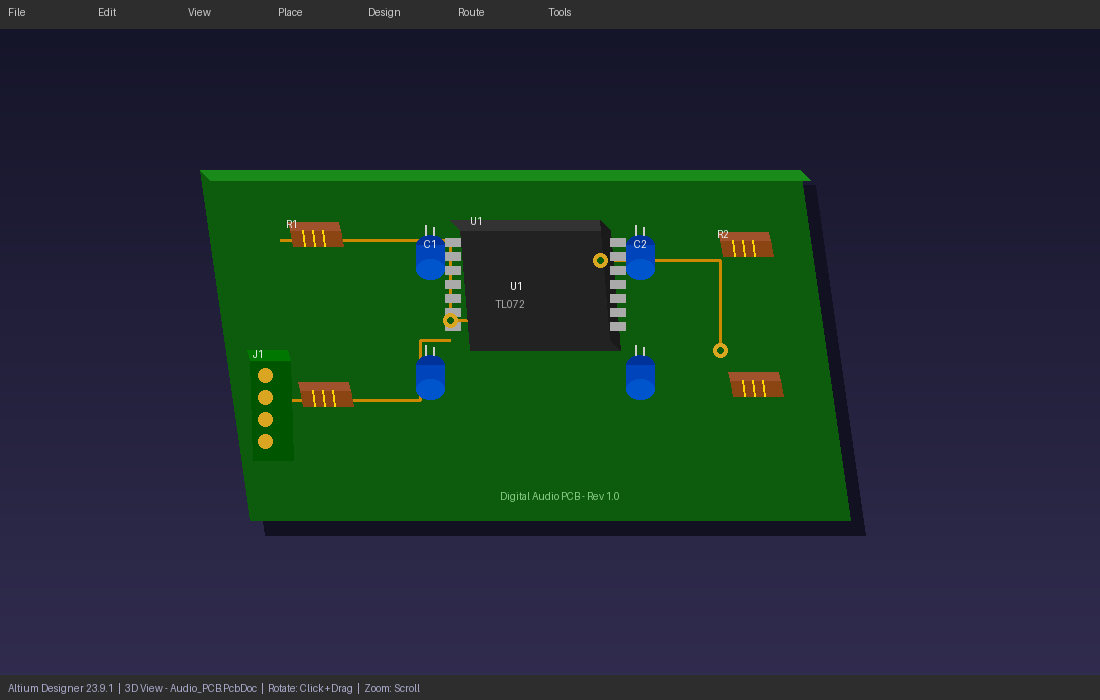 File Edit View Place Design Route Tools
R1
U1
C1
C2
R2
U1
TL072
J1
Digital Audio PCB - Rev 1.0
Altium Designer 23.9.1 | 3D View - Audio_PCB.PcbDoc | Rotate: Click+Drag | Zoom: Scroll